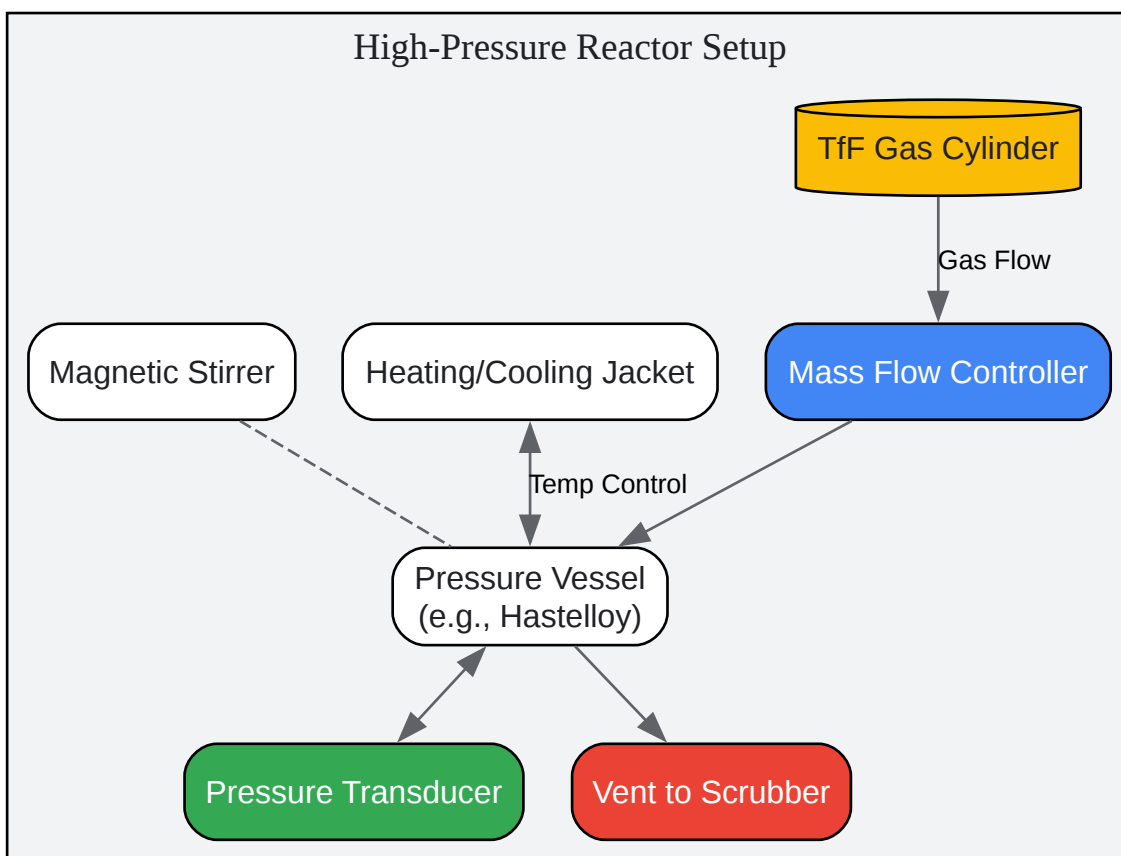 High-Pressure Reactor Setup
TfF Gas Cylinder
Gas Flow
Magnetic Stirrer
Heating/Cooling Jacket
Mass Flow Controller
Temp Control
Pressure Vessel
(e.g., Hastelloy)
Pressure Transducer
Vent to Scrubber